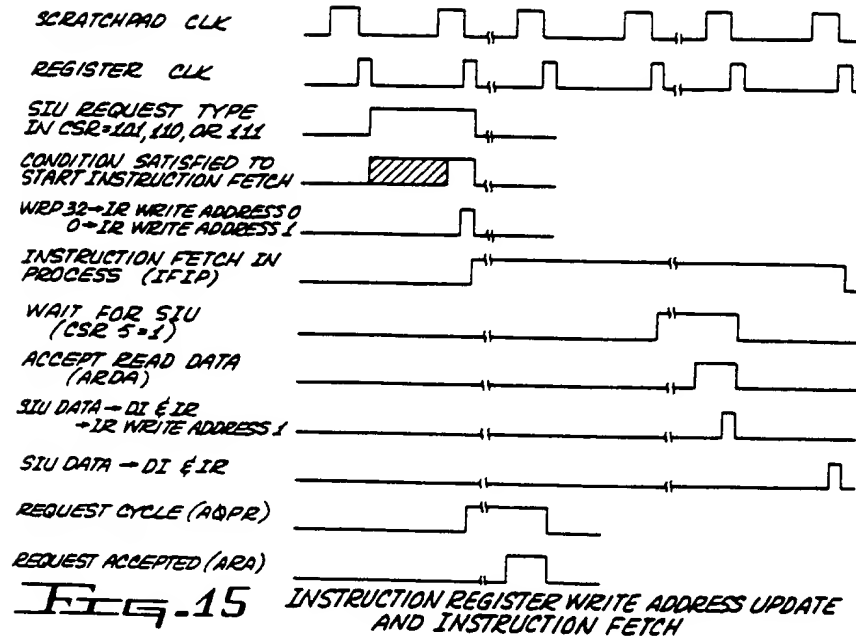 SCRATCHPAD CLK
REGISTER CLK
SIU REQUEST TYPE
IN CSR=101,110, OR 111
CONDITION SATISFIED TO
START INSTRUCTION FETCH
WRP 32→IR WRITE ADDRESS 0
0→IR WRITE ADDRESS 1
INSTRUCTION FETCH IN
PROCESS (IFIP)
WAIT FOR SIU
(CSR 5=1)
ACCEPT READ DATA
(ARDA)
SIU DATA→DI & IR
→IR WRITE ADDRESS 1
SIU DATA→DI & IR
REQUEST CYCLE (AOPR)
REQUEST ACCEPTED (ARA)
FIG.15 INSTRUCTION REGISTER WRITE ADDRESS UPDATE
AND INSTRUCTION FETCH